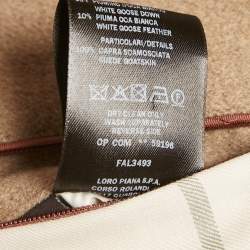 WHITE GOOSE DOWN
10% PIUMA OCA BIANCA
WHITE GOOSE FEATHER
PARTICOLARI/DETAILS
100% CAPRA SCAMOSCIATA
SUEDE GOATSKIN
DRY CLEAN ONLY
WASH SEPARATELY
REVERSE SIDE
OP COM ** 59196
FAL3493
LORO PIANA S.P.A.
CORSO ROLANDI